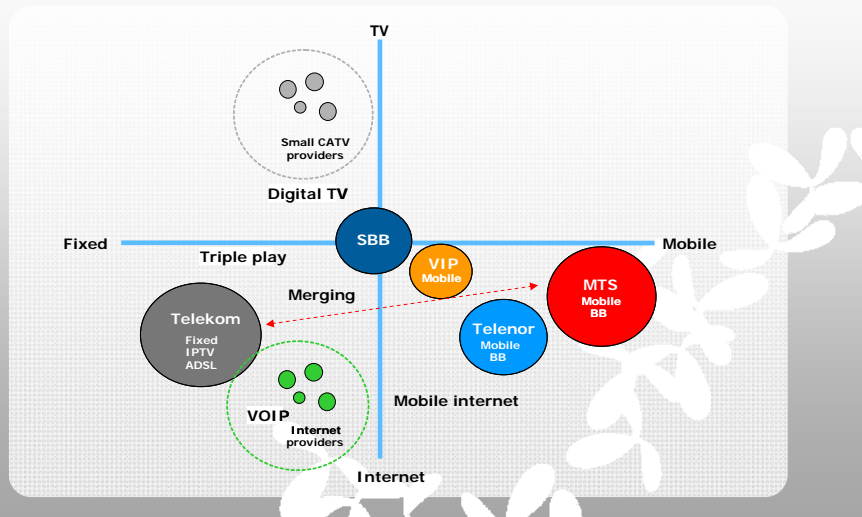 TV
Small CATV
providers
Digital TV
SBB
Fixed
Mobile
Triple play
VIP
Mobile
Merging
MTS
Mobile
BB
Telekom
Fixed
IPTV
ADSL
Telenor
Mobile
BB
Mobile internet
VOIP
Internet
providers
Internet